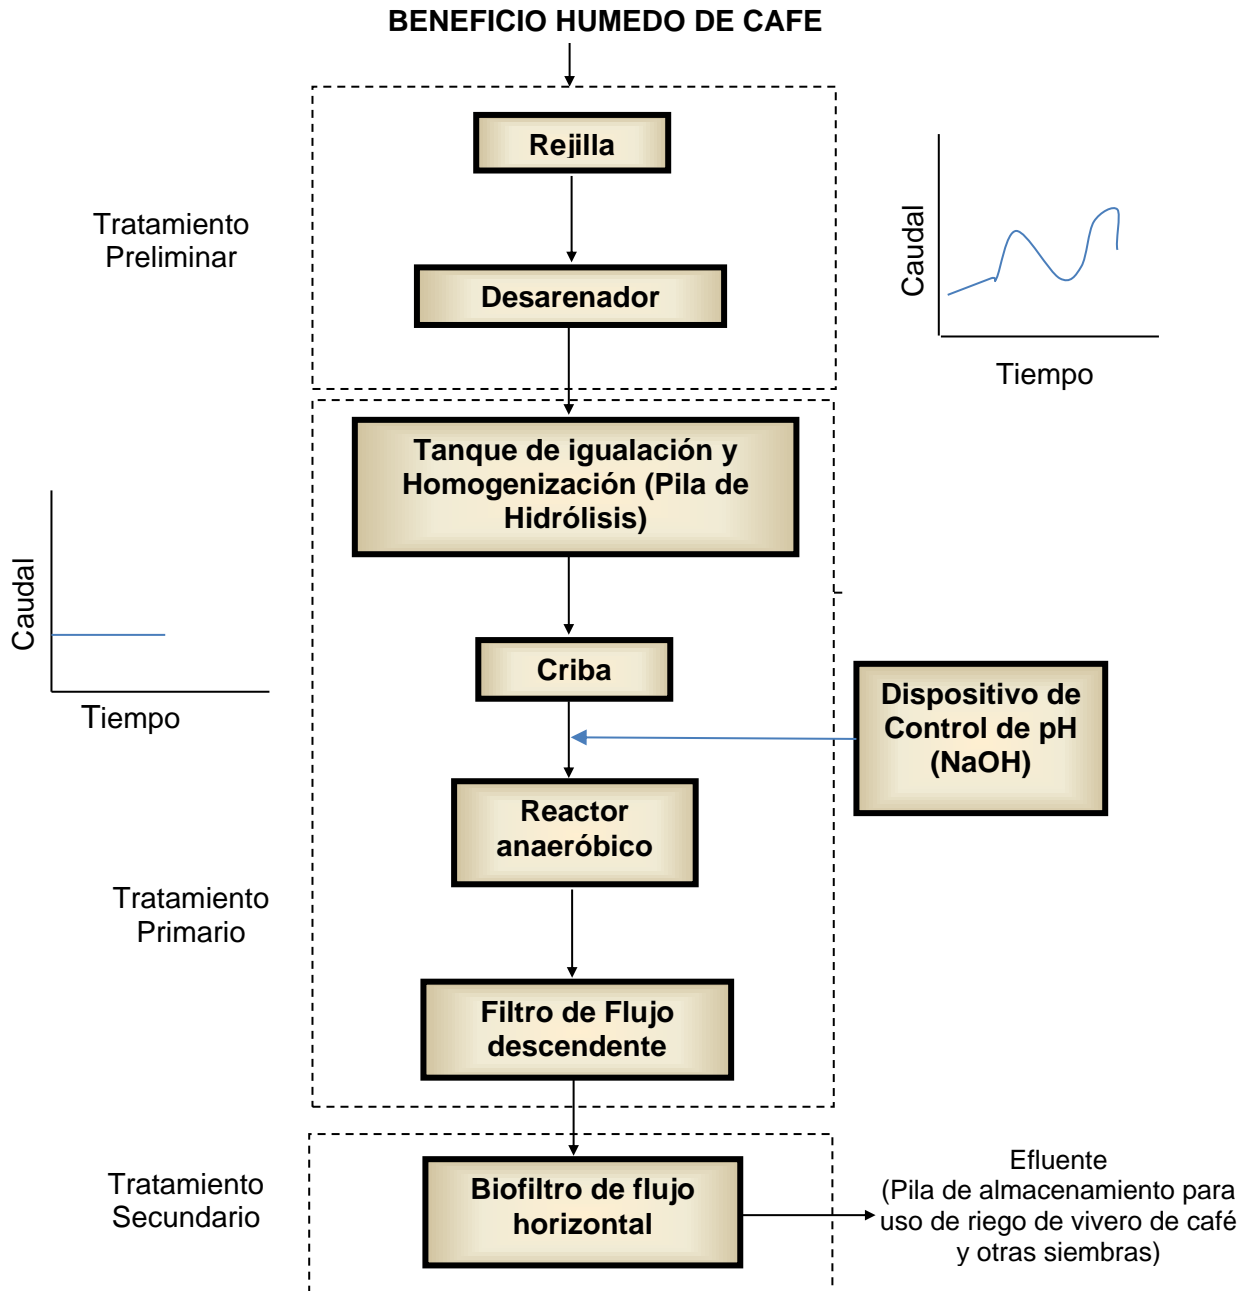 BENEFICIO HUMEDO DE CAFE
Rejilla
Tratamiento
Preliminar
Desarenador
Caudal
Tiempo
Tanque de igualación y
Homogenización (Pila de
Hidrólisis)
Caudal
Tiempo
Criba
Dispositivo de
Control de pH
(NaOH)
Reactor
anaeróbico
Tratamiento
Primario
Filtro de Flujo
descendente
Tratamiento
Secundario
Biofiltro de flujo
horizontal
Efluente
(Pila de almacenamiento para
uso de riego de vivero de café
y otras siembras)